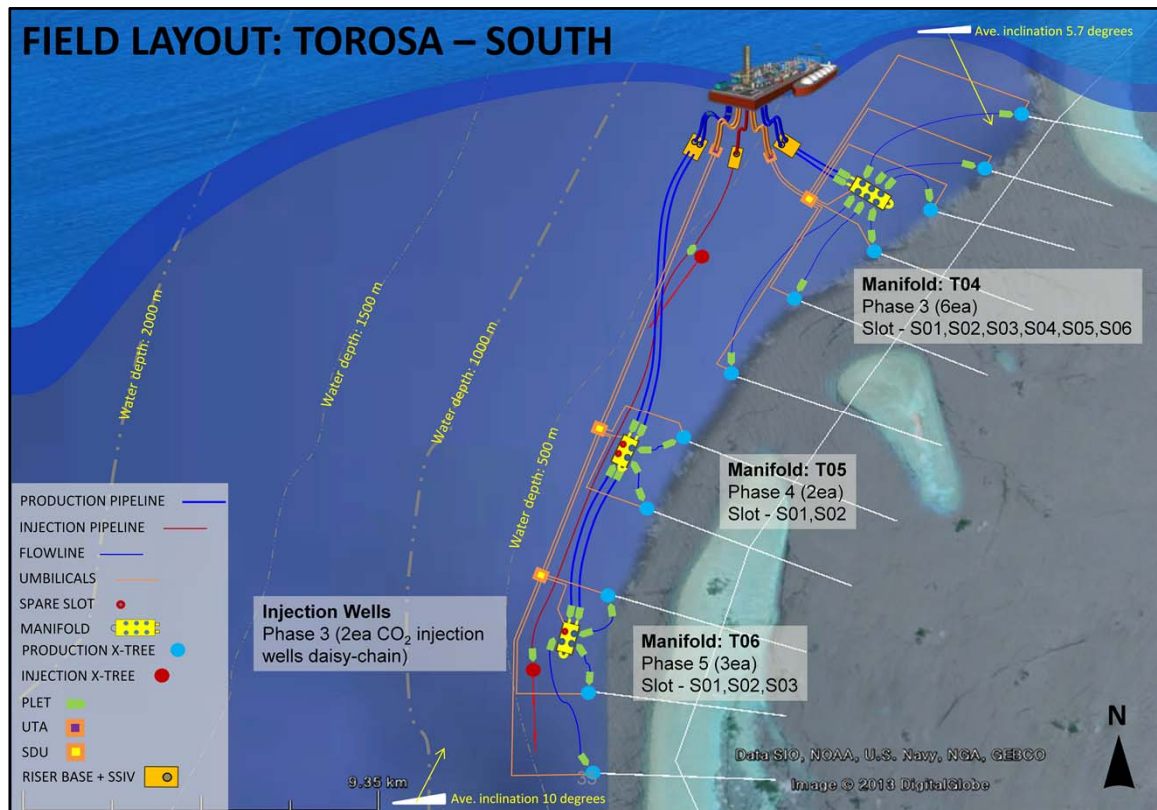 FIELD LAYOUT: TOROSA – SOUTH
Ave. inclination 5.7 degrees
Water depth: 2000 m
Water depth: 1500 m
Water depth: 1000 m
Water depth: 500 m
Manifold: T04
Phase 3 (6ea)
Slot - S01,S02,S03,S04,S05,S06
Manifold: T05
Phase 4 (2ea)
Slot - S01,S02
Injection Wells
Phase 3 (2ea CO₂ injection
wells daisy-chain)
Manifold: T06
Phase 5 (3ea)
Slot - S01,S02,S03
PRODUCTION PIPELINE
INJECTION PIPELINE
FLOWLINE
UMBILICALS
SPARE SLOT
MANIFOLD
PRODUCTION X-TREE
INJECTION X-TREE
PLET
UTA
SDU
RISER BASE + SSIV
N
Data SIO, NOAA, U.S. Navy, NGA, GEBCO
Image © 2013 DigitalGlobe
9.35 km
33
Ave. inclination 10 degrees